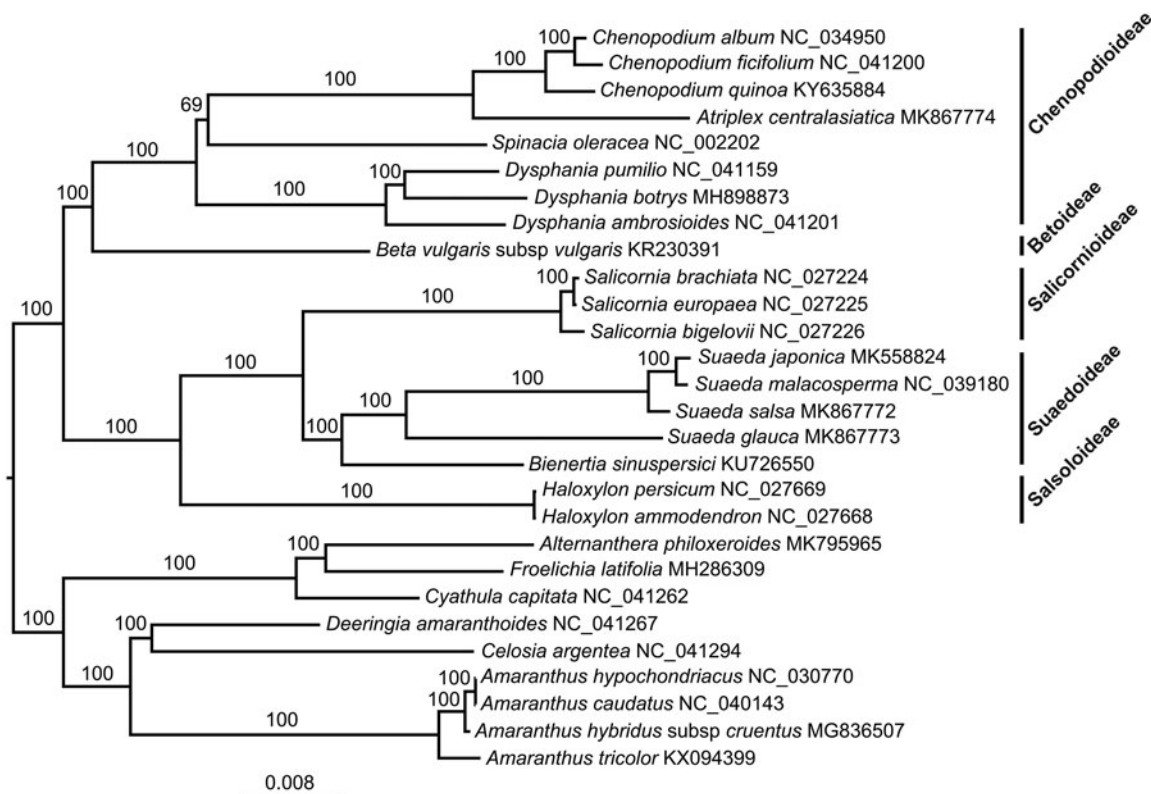 100
Chenopodium album NC_034950
100
Chenopodium ficifolium NC_041200
100
Chenopodium quinoa KY635884
100
Atriplex centralasiatica MK867774
69
Spinacia oleracea NC_002202
100
Dysphania pumilio NC_041159
100
100
Dysphania botrys MH898873
Dysphania ambrosioides NC_041201
100
Beta vulgaris subsp vulgaris KR230391
100
Salicornia brachiata NC_027224
100
Salicornia europaea NC_027225
100
Salicornia bigelovii NC_027226
100
Suaeda japonica MK558824
100
Suaeda malacosperma NC_039180
100
100
Suaeda salsa MK867772
100
Suaeda glauca MK867773
100
Bienertia sinuspersici KU726550
Haloxylon persicum NC_027669
100
Haloxylon ammodendron NC_027668
100
Alternanthera philoxeroides MK795965
100
Froelichia latifolia MH286309
Cyathula capitata NC_041262
100
100
Deeringia amaranthoides NC_041267
Celosia argentea NC_041294
100
100
Amaranthus hypochondriacus NC_030770
100
Amaranthus caudatus NC_040143
100
Amaranthus hybridus subsp cruentus MG836507
Amaranthus tricolor KX094399
0.008
Chenopodioideae
Betoideae
Salicornioideae
Suaedoideae
Salsoloideae